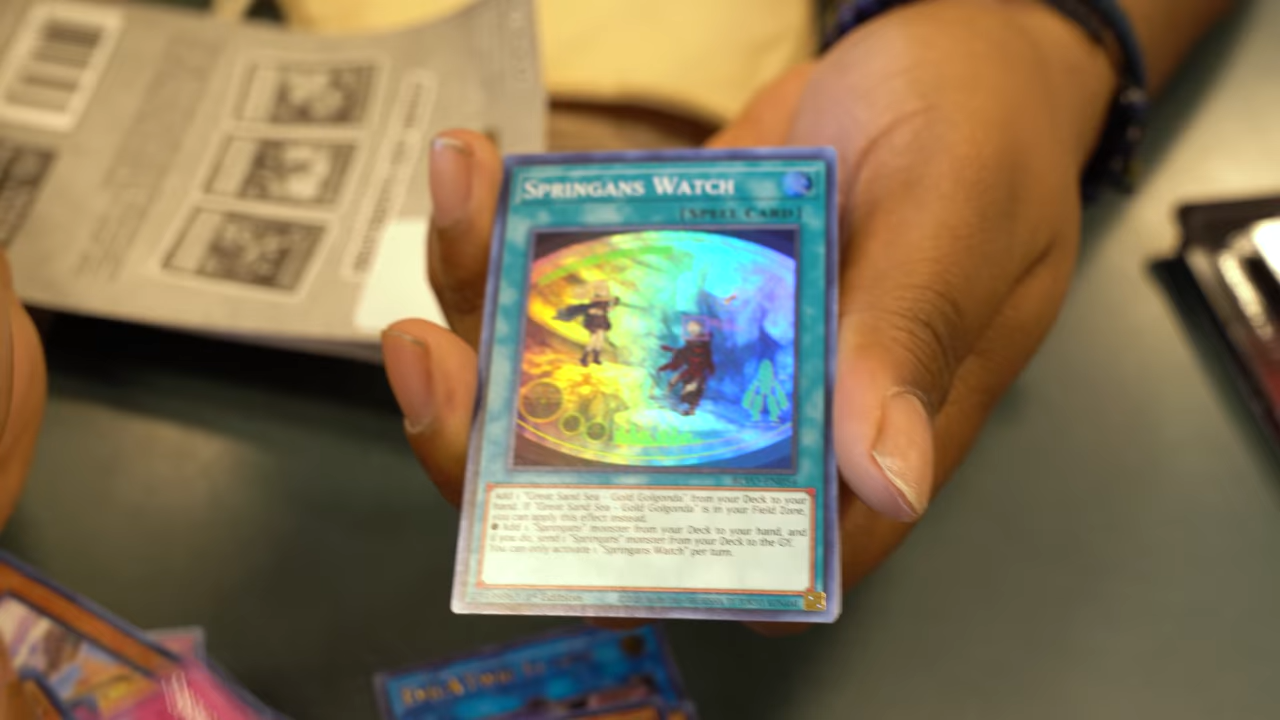 SPRINGANS WATCH
[SPELL CARD]
Add 1 "Great Sand Sea - Gold Golgonda" from your Deck to your
hand. If "Great Sand Sea - Gold Golgonda" is in your Field Zone,
you can apply this effect instead.
● Add 1 "Springans" monster from your Deck to your hand, and
if you do, send 1 "Springans" monster from your Deck to the GY.
You can only activate 1 "Springans Watch" per turn.
1st Edition